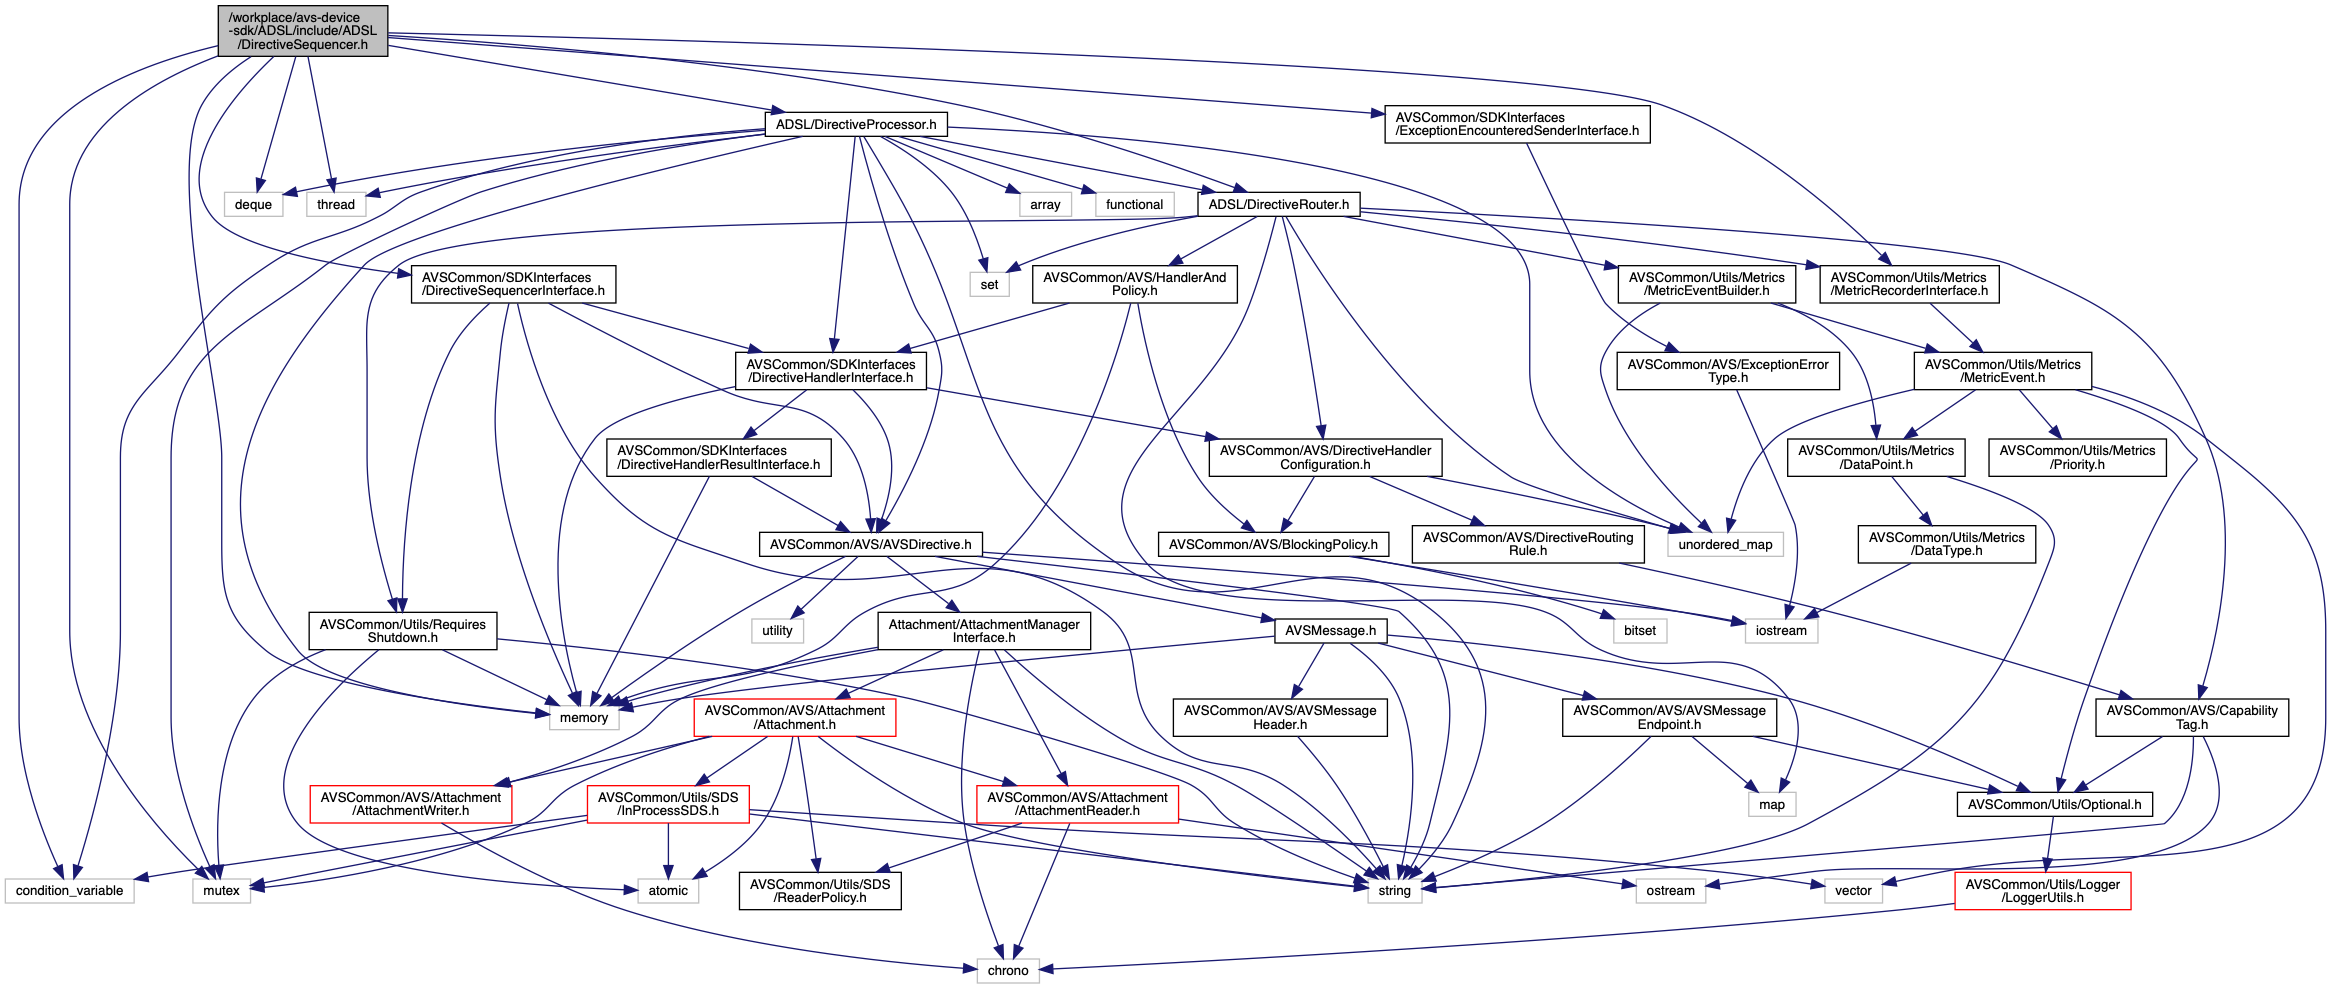 /workplace/avs-device
-sdk/ADSL/include/ADSL
/DirectiveSequencer.h
ADSL/DirectiveProcessor.h
AVSCommon/SDKInterfaces
/ExceptionEncounteredSenderInterface.h
deque
thread
array
functional
ADSL/DirectiveRouter.h
AVSCommon/SDKInterfaces
/DirectiveSequencerInterface.h
set
AVSCommon/AVS/HandlerAnd
Policy.h
AVSCommon/Utils/Metrics
/MetricEventBuilder.h
AVSCommon/Utils/Metrics
/MetricRecorderInterface.h
AVSCommon/SDKInterfaces
/DirectiveHandlerInterface.h
AVSCommon/AVS/ExceptionError
Type.h
AVSCommon/Utils/Metrics
/MetricEvent.h
AVSCommon/SDKInterfaces
/DirectiveHandlerResultInterface.h
AVSCommon/AVS/DirectiveHandler
Configuration.h
AVSCommon/Utils/Metrics
/DataPoint.h
AVSCommon/Utils/Metrics
/Priority.h
AVSCommon/AVS/AVSDirective.h
AVSCommon/AVS/BlockingPolicy.h
AVSCommon/AVS/DirectiveRouting
Rule.h
unordered_map
AVSCommon/Utils/Metrics
/DataType.h
AVSCommon/Utils/Requires
Shutdown.h
utility
Attachment/AttachmentManager
Interface.h
AVSMessage.h
bitset
iostream
memory
AVSCommon/AVS/Attachment
/Attachment.h
AVSCommon/AVS/AVSMessage
Header.h
AVSCommon/AVS/AVSMessage
Endpoint.h
AVSCommon/AVS/Capability
Tag.h
AVSCommon/AVS/Attachment
/AttachmentWriter.h
AVSCommon/Utils/SDS
/InProcessSDS.h
AVSCommon/AVS/Attachment
/AttachmentReader.h
map
AVSCommon/Utils/Optional.h
condition_variable
mutex
atomic
AVSCommon/Utils/SDS
/ReaderPolicy.h
string
ostream
vector
AVSCommon/Utils/Logger
/LoggerUtils.h
chrono